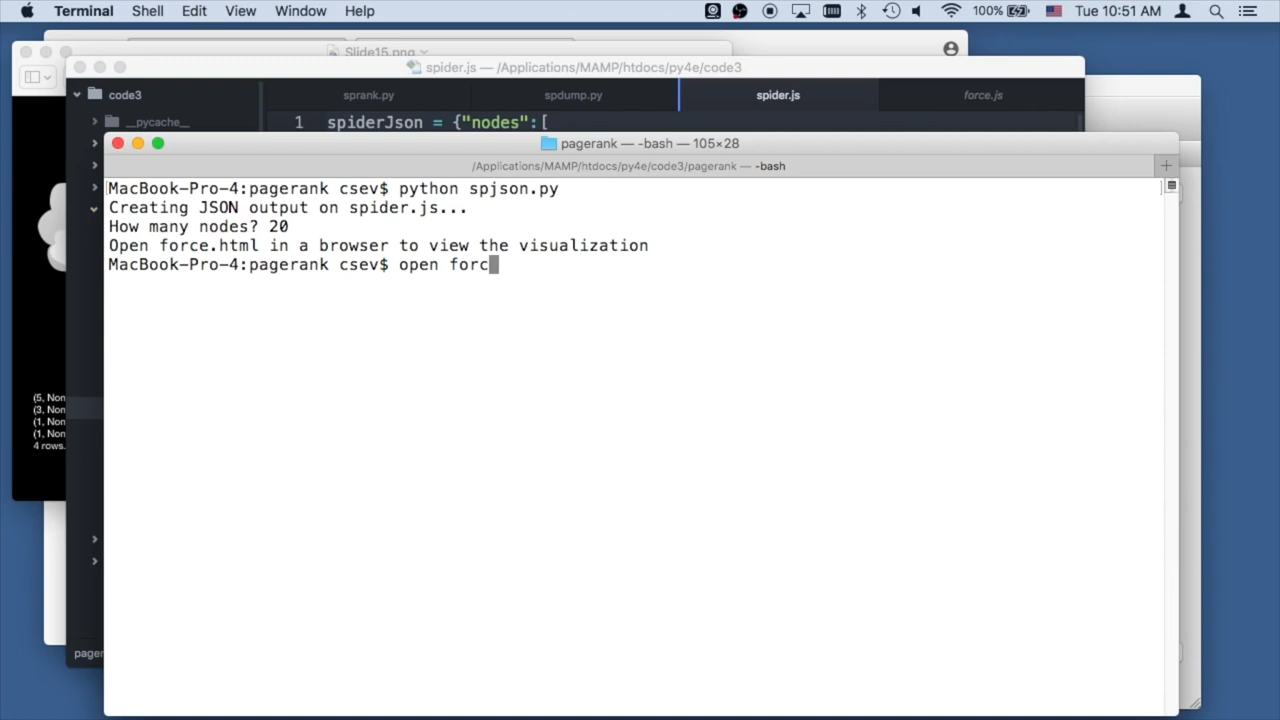 Terminal Shell Edit View Window Help 100% Tue 10:51 AM
Slide15.png
spider.js — /Applications/MAMP/htdocs/py4e/code3
code3 sprank.py spdump.py spider.js force.js
__pycache__ 1 spiderJson = {"nodes":[
pagerank — -bash — 105×28
/Applications/MAMP/htdocs/py4e/code3/pagerank — -bash
MacBook-Pro-4:pagerank csev$ python spjson.py
Creating JSON output on spider.js...
How many nodes? 20
Open force.html in a browser to view the visualization
MacBook-Pro-4:pagerank csev$ open forc
(5, Non
(3, Non
(1, Non
(1, Non
4 rows.
pager